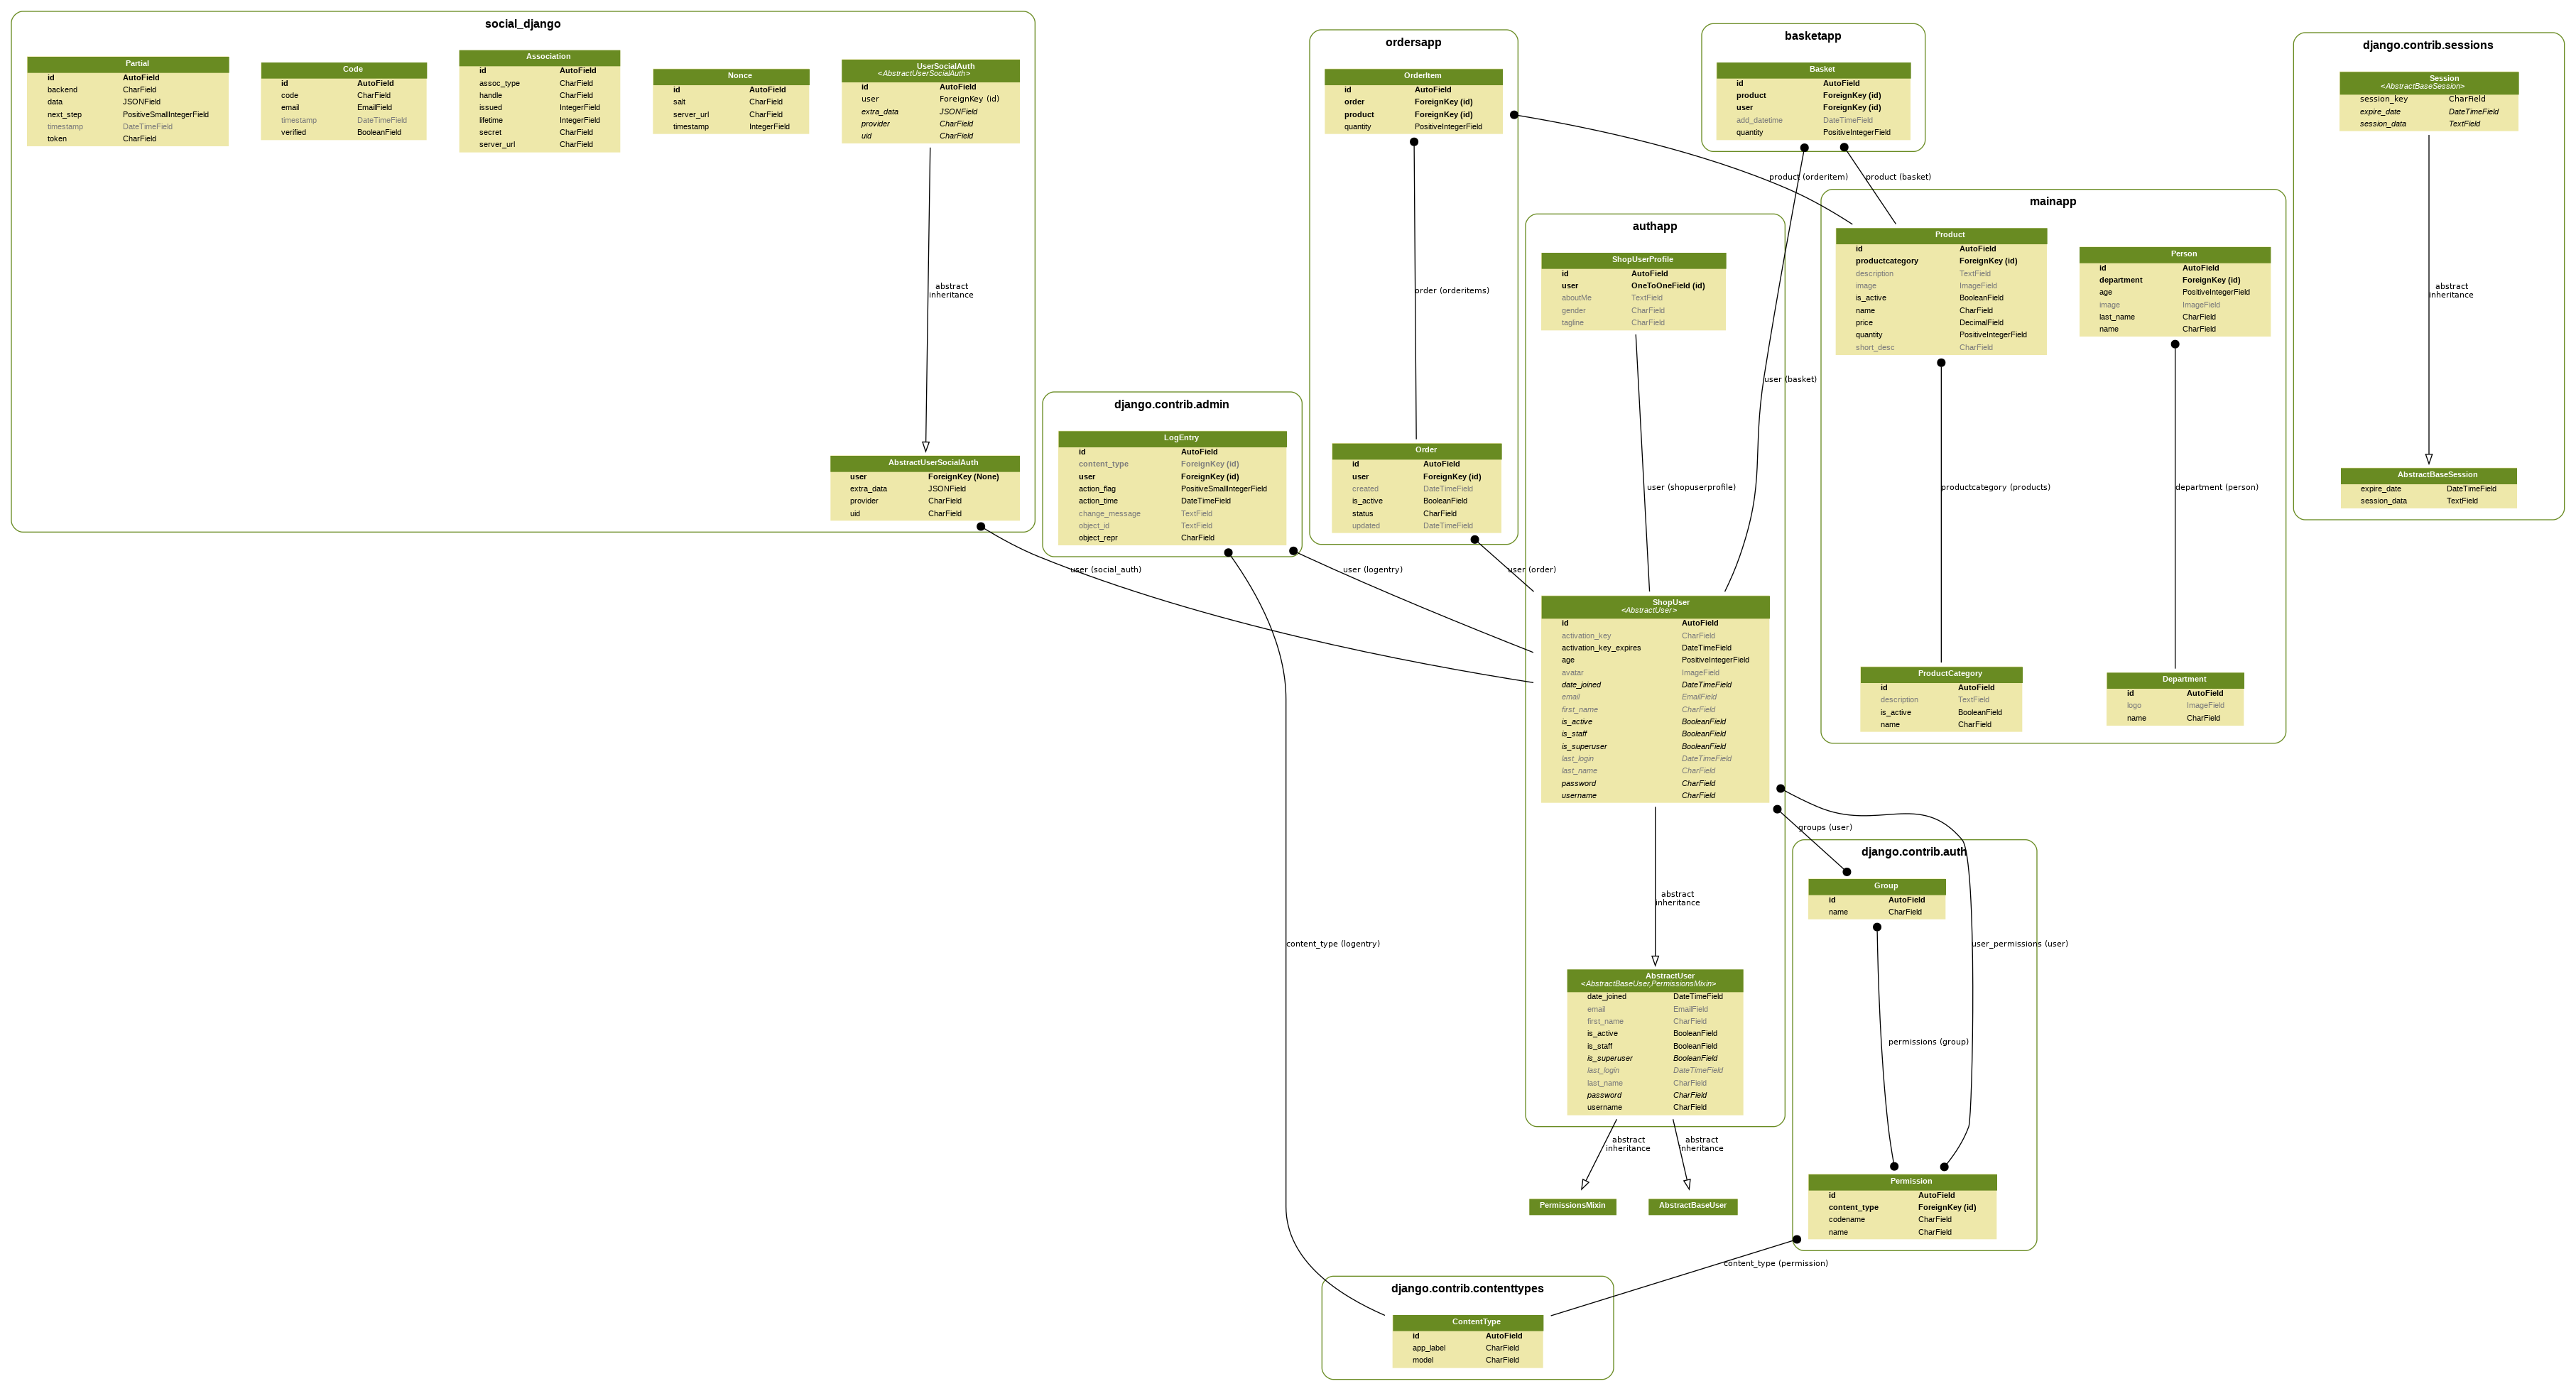 social_django
Partial
id AutoField
backend CharField
data JSONField
next_step PositiveSmallIntegerField
timestamp DateTimeField
token CharField
Code
id AutoField
code CharField
email EmailField
timestamp DateTimeField
verified BooleanField
Association
id AutoField
assoc_type CharField
handle CharField
issued IntegerField
lifetime IntegerField
secret CharField
server_url CharField
Nonce
id AutoField
salt CharField
server_url CharField
timestamp IntegerField
UserSocialAuth
<AbstractUserSocialAuth>
id AutoField
user ForeignKey (id)
extra_data JSONField
provider CharField
uid CharField
abstract
inheritance
AbstractUserSocialAuth
user ForeignKey (None)
extra_data JSONField
provider CharField
uid CharField
user (social_auth)
django.contrib.admin
LogEntry
id AutoField
content_type ForeignKey (id)
user ForeignKey (id)
action_flag PositiveSmallIntegerField
action_time DateTimeField
change_message TextField
object_id TextField
object_repr CharField
user (logentry)
content_type (logentry)
ordersapp
OrderItem
id AutoField
order ForeignKey (id)
product ForeignKey (id)
quantity PositiveIntegerField
order (orderitems)
product (orderitem)
Order
id AutoField
user ForeignKey (id)
created DateTimeField
is_active BooleanField
status CharField
updated DateTimeField
user (order)
basketapp
Basket
id AutoField
product ForeignKey (id)
user ForeignKey (id)
add_datetime DateTimeField
quantity PositiveIntegerField
product (basket)
user (basket)
authapp
ShopUserProfile
id AutoField
user OneToOneField (id)
aboutMe TextField
gender CharField
tagline CharField
user (shopuserprofile)
ShopUser
<AbstractUser>
id AutoField
activation_key CharField
activation_key_expires DateTimeField
age PositiveIntegerField
avatar ImageField
date_joined DateTimeField
email EmailField
first_name CharField
is_active BooleanField
is_staff BooleanField
is_superuser BooleanField
last_login DateTimeField
last_name CharField
password CharField
username CharField
abstract
inheritance
AbstractUser
<AbstractBaseUser,PermissionsMixin>
date_joined DateTimeField
email EmailField
first_name CharField
is_active BooleanField
is_staff BooleanField
is_superuser BooleanField
last_login DateTimeField
last_name CharField
password CharField
username CharField
abstract
inheritance
abstract
inheritance
PermissionsMixin
AbstractBaseUser
mainapp
Product
id AutoField
productcategory ForeignKey (id)
description TextField
image ImageField
is_active BooleanField
name CharField
price DecimalField
quantity PositiveIntegerField
short_desc CharField
Person
id AutoField
department ForeignKey (id)
age PositiveIntegerField
image ImageField
last_name CharField
name CharField
productcategory (products)
department (person)
ProductCategory
id AutoField
description TextField
is_active BooleanField
name CharField
Department
id AutoField
logo ImageField
name CharField
django.contrib.sessions
Session
<AbstractBaseSession>
session_key CharField
expire_date DateTimeField
session_data TextField
abstract
inheritance
AbstractBaseSession
expire_date DateTimeField
session_data TextField
groups (user)
django.contrib.auth
Group
id AutoField
name CharField
user_permissions (user)
permissions (group)
Permission
id AutoField
content_type ForeignKey (id)
codename CharField
name CharField
content_type (permission)
django.contrib.contenttypes
ContentType
id AutoField
app_label CharField
model CharField